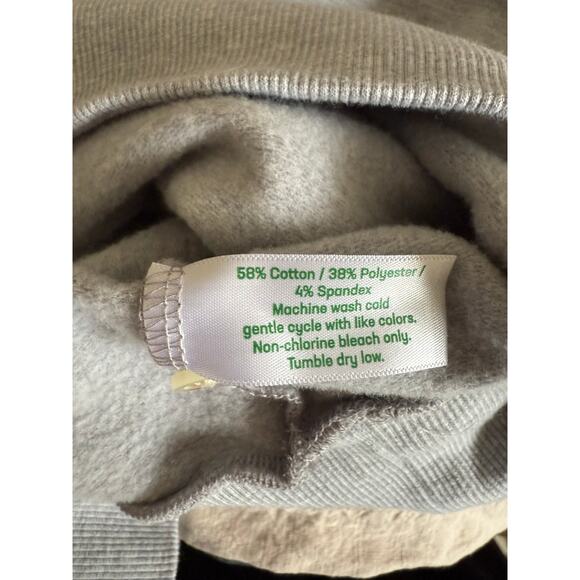 58% Cotton / 38% Polyester /
4% Spandex
Machine wash cold
gentle cycle with like colors.
Non-chlorine bleach only.
Tumble dry low.